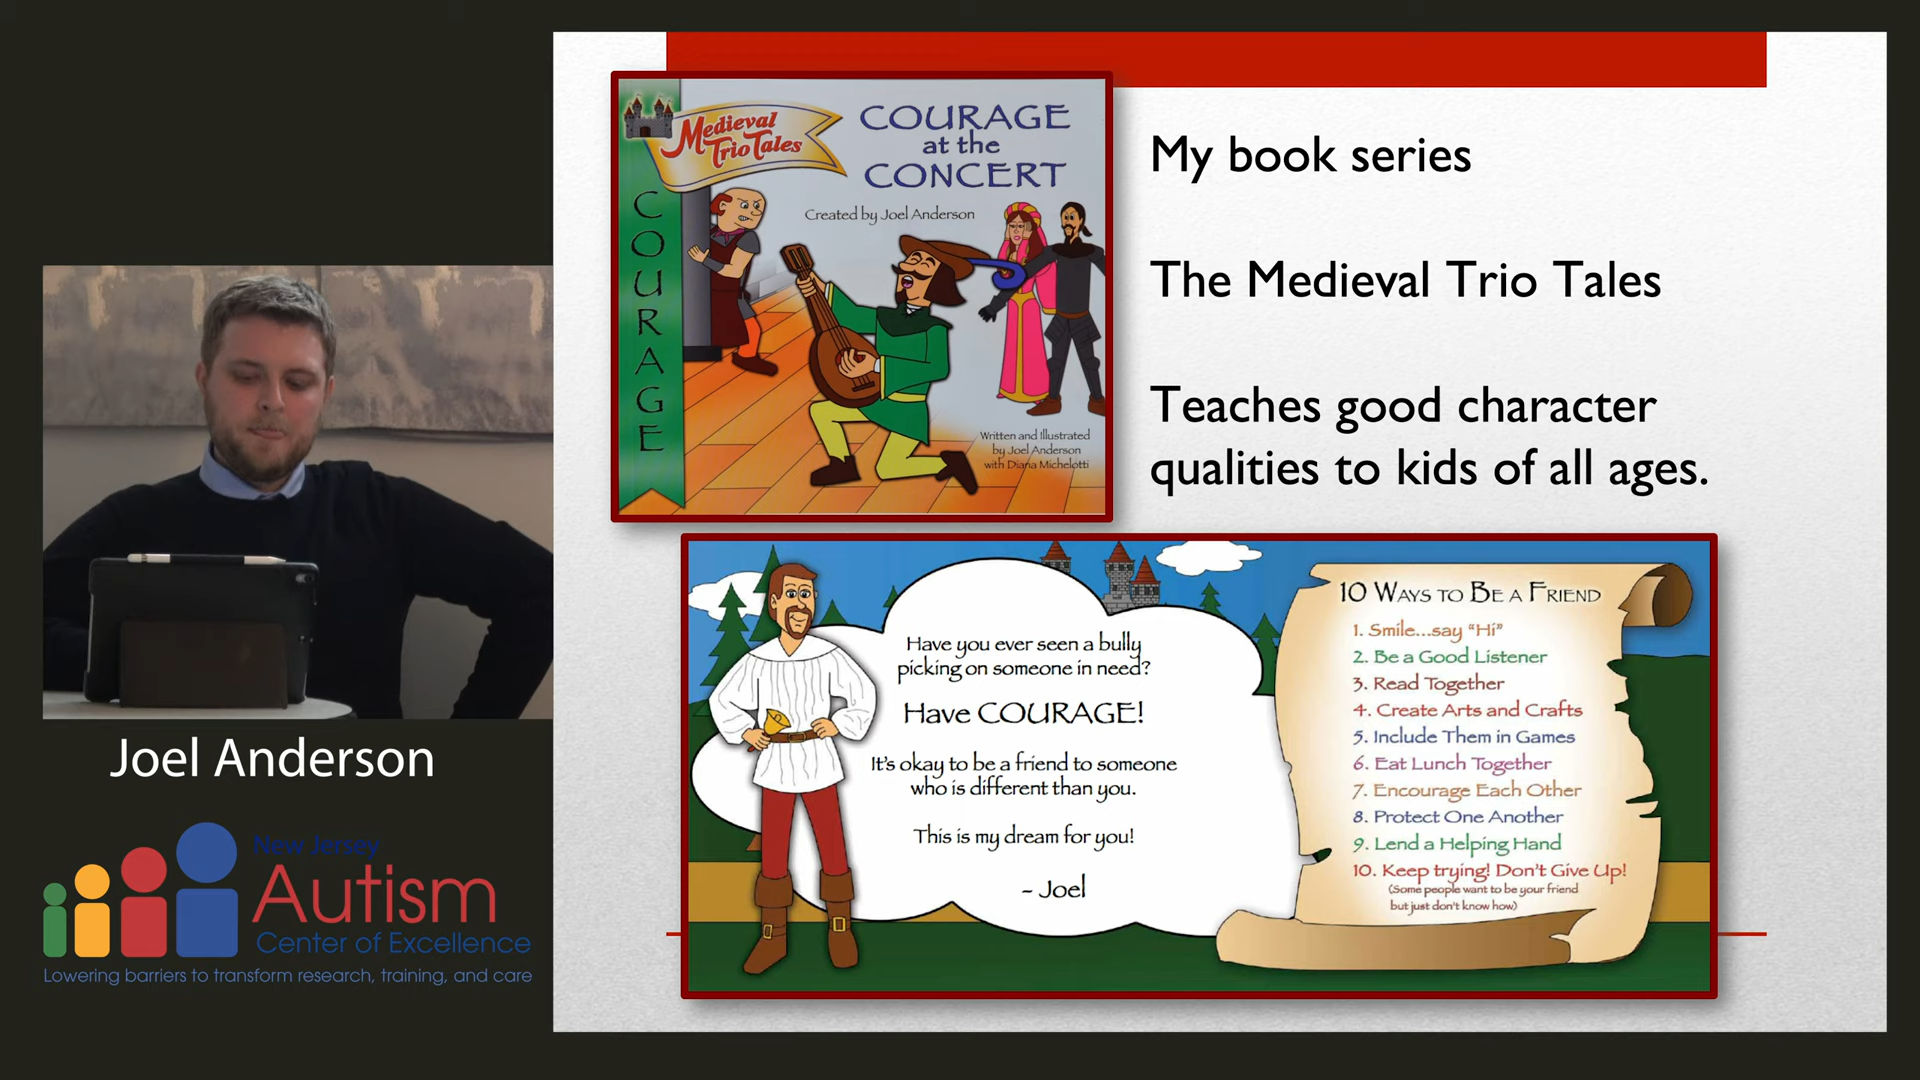 Medieval
Trio Tales
COURAGE
at the
CONCERT
Created by Joel Anderson
COURAGE
Written and Illustrated
by Joel Anderson
with Diana Michelotti
My book series
The Medieval Trio Tales
Teaches good character
qualities to kids of all ages.
Have you ever seen a bully
picking on someone in need?
Have COURAGE!
It's okay to be a friend to someone
who is different than you.
This is my dream for you!
- Joel
10 WAYS TO BE A FRIEND
1. Smile...say "Hi"
2. Be a Good Listener
3. Read Together
4. Create Arts and Crafts
5. Include Them in Games
6. Eat Lunch Together
7. Encourage Each Other
8. Protect One Another
9. Lend a Helping Hand
10. Keep trying! Don't Give Up!
(Some people want to be your friend
but just don't know how)
Joel Anderson
New Jersey
Autism
Center of Excellence
Lowering barriers to transform research, training, and care